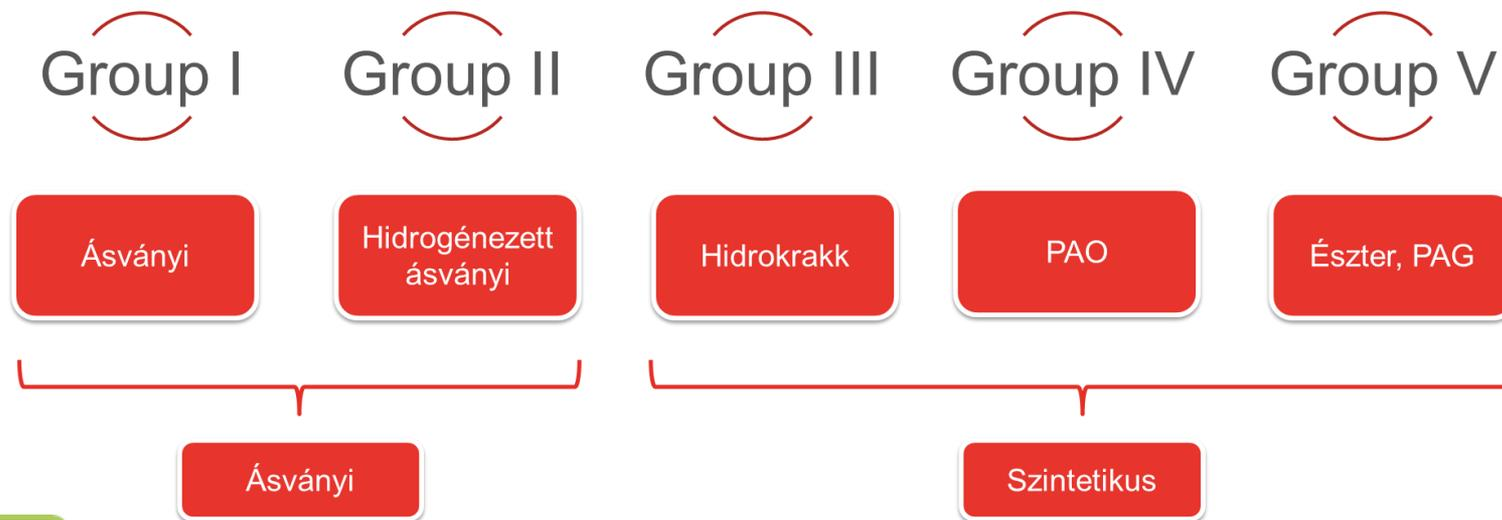 Group I
Group II
Group III
Group IV
Group V
Ásványi
Hidrogénezett
ásványi
Hidrokrakk
PAO
Észter, PAG
Ásványi
Szintetikus